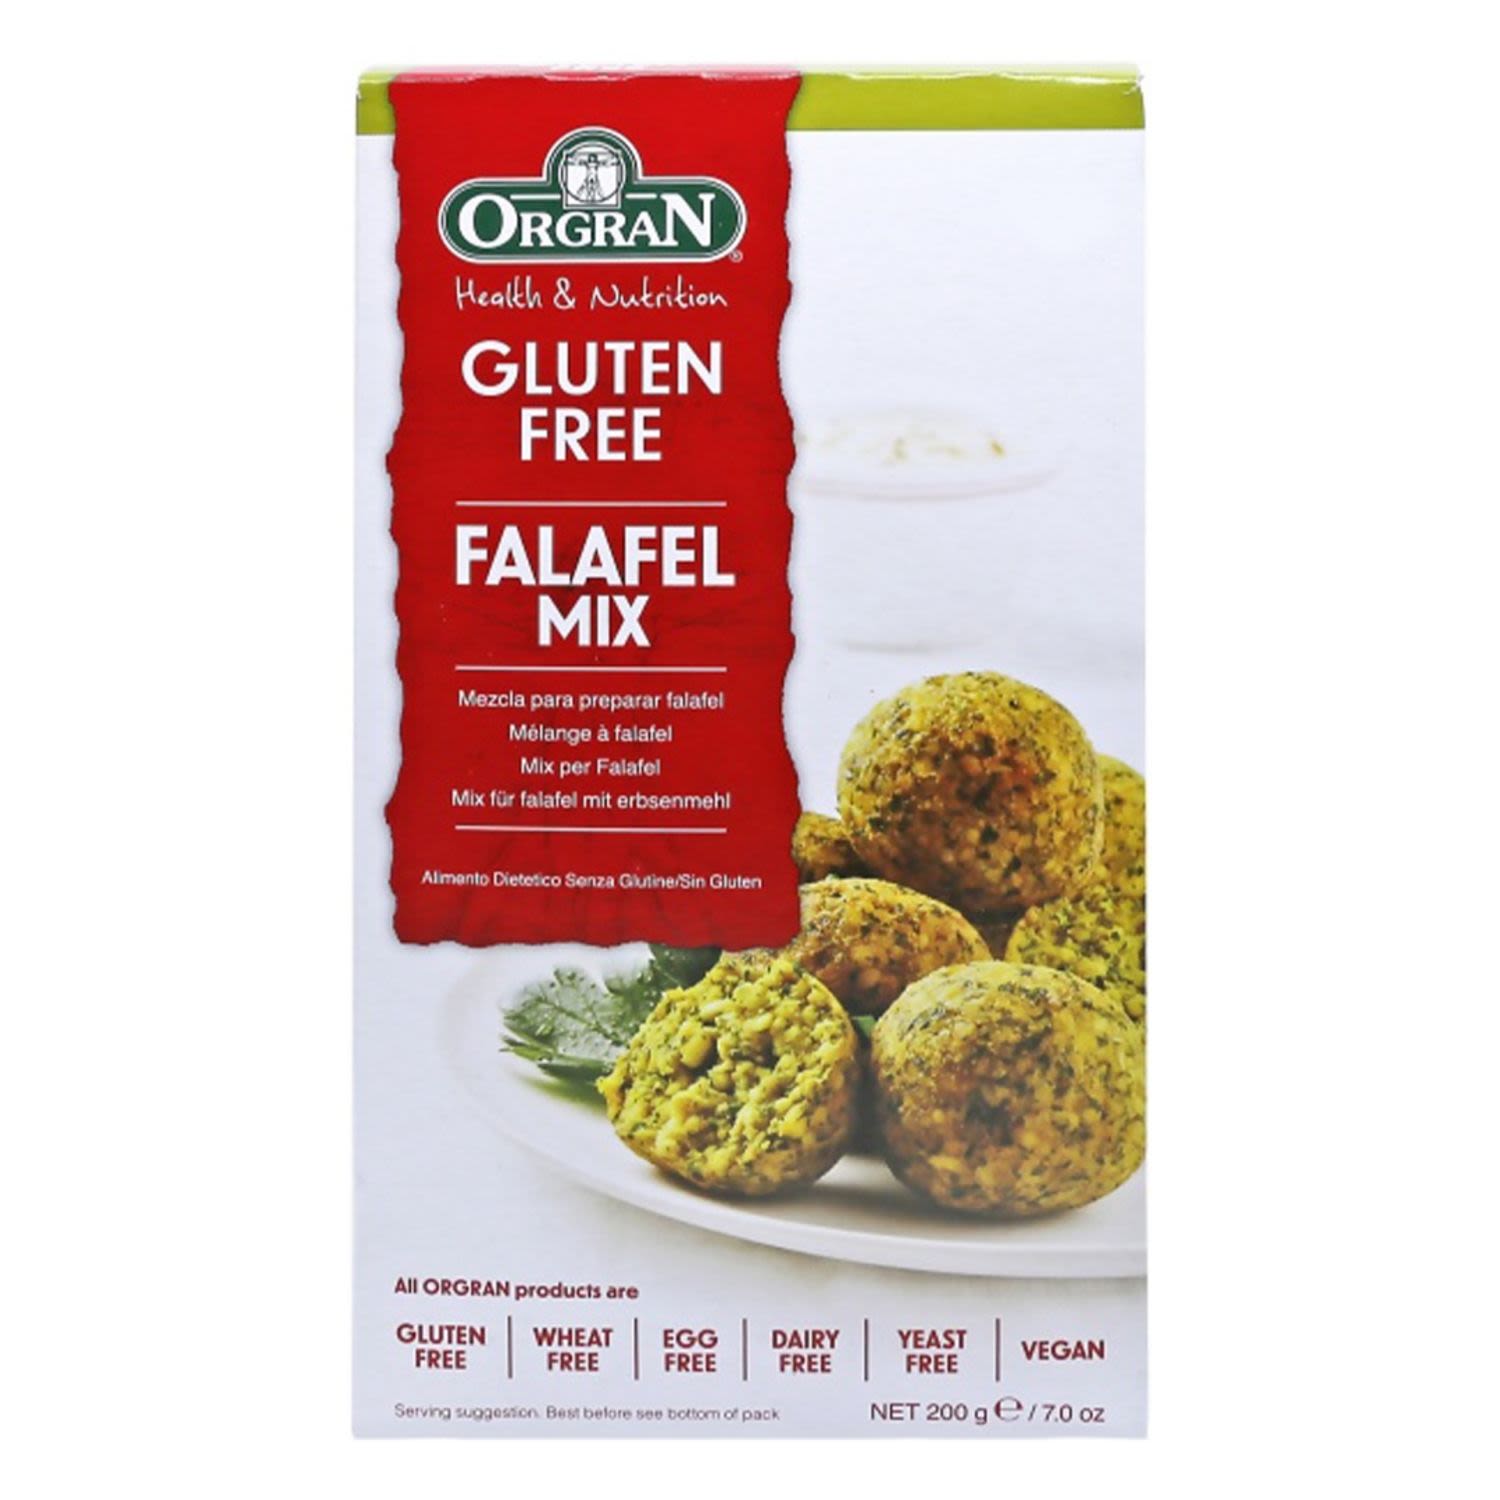 ORGRAN
®
Health & Nutrition
GLUTEN
FREE
FALAFEL
MIX
Mezcla para preparar falafel
Mélange à falafel
Mix per Falafel
Mix für falafel mit erbsenmehl
Alimento Dietetico Senza Glutine/Sin Gluten
All ORGRAN products are
GLUTEN FREE | WHEAT FREE | EGG FREE | DAIRY FREE | YEAST FREE | VEGAN
Serving suggestion. Best before see bottom of pack
NET 200 g ℮ / 7.0 oz